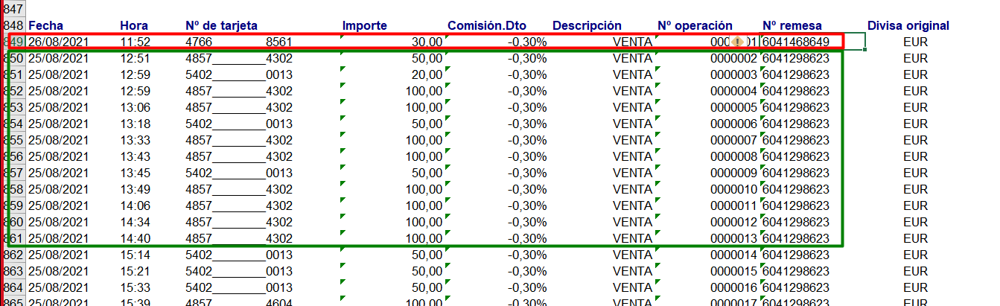 847
848 Fecha Hora Nº de tarjeta Importe Comisión.Dto Descripción Nº operación Nº remesa Divisa original
849 26/08/2021 11:52 4766 8561 30,00 -0,30% VENTA 6041468649 EUR
850 25/08/2021 12:51 4857________4302 50,00 -0,30% VENTA 0000002 6041298623 EUR
851 25/08/2021 12:59 5402________0013 20,00 -0,30% VENTA 0000003 6041298623 EUR
852 25/08/2021 12:59 4857________4302 100,00 -0,30% VENTA 0000004 6041298623 EUR
853 25/08/2021 13:06 4857________4302 100,00 -0,30% VENTA 0000005 6041298623 EUR
854 25/08/2021 13:18 5402________0013 50,00 -0,30% VENTA 0000006 6041298623 EUR
855 25/08/2021 13:33 4857________4302 100,00 -0,30% VENTA 0000007 6041298623 EUR
856 25/08/2021 13:43 4857________4302 100,00 -0,30% VENTA 0000008 6041298623 EUR
857 25/08/2021 13:45 5402________0013 50,00 -0,30% VENTA 0000009 6041298623 EUR
858 25/08/2021 13:49 4857________4302 100,00 -0,30% VENTA 0000010 6041298623 EUR
859 25/08/2021 14:06 4857________4302 100,00 -0,30% VENTA 0000011 6041298623 EUR
860 25/08/2021 14:34 4857________4302 100,00 -0,30% VENTA 0000012 6041298623 EUR
861 25/08/2021 14:40 4857________4302 100,00 -0,30% VENTA 0000013 6041298623 EUR
862 25/08/2021 15:14 5402________0013 50,00 -0,30% VENTA 0000014 6041298623 EUR
863 25/08/2021 15:21 5402________0013 50,00 -0,30% VENTA 0000015 6041298623 EUR
864 25/08/2021 15:33 5402________0013 50,00 -0,30% VENTA 0000016 6041298623 EUR
865 25/08/2021 15:39 4857________4604 100,00 -0,30% VENTA 0000017 6041298623 EUR